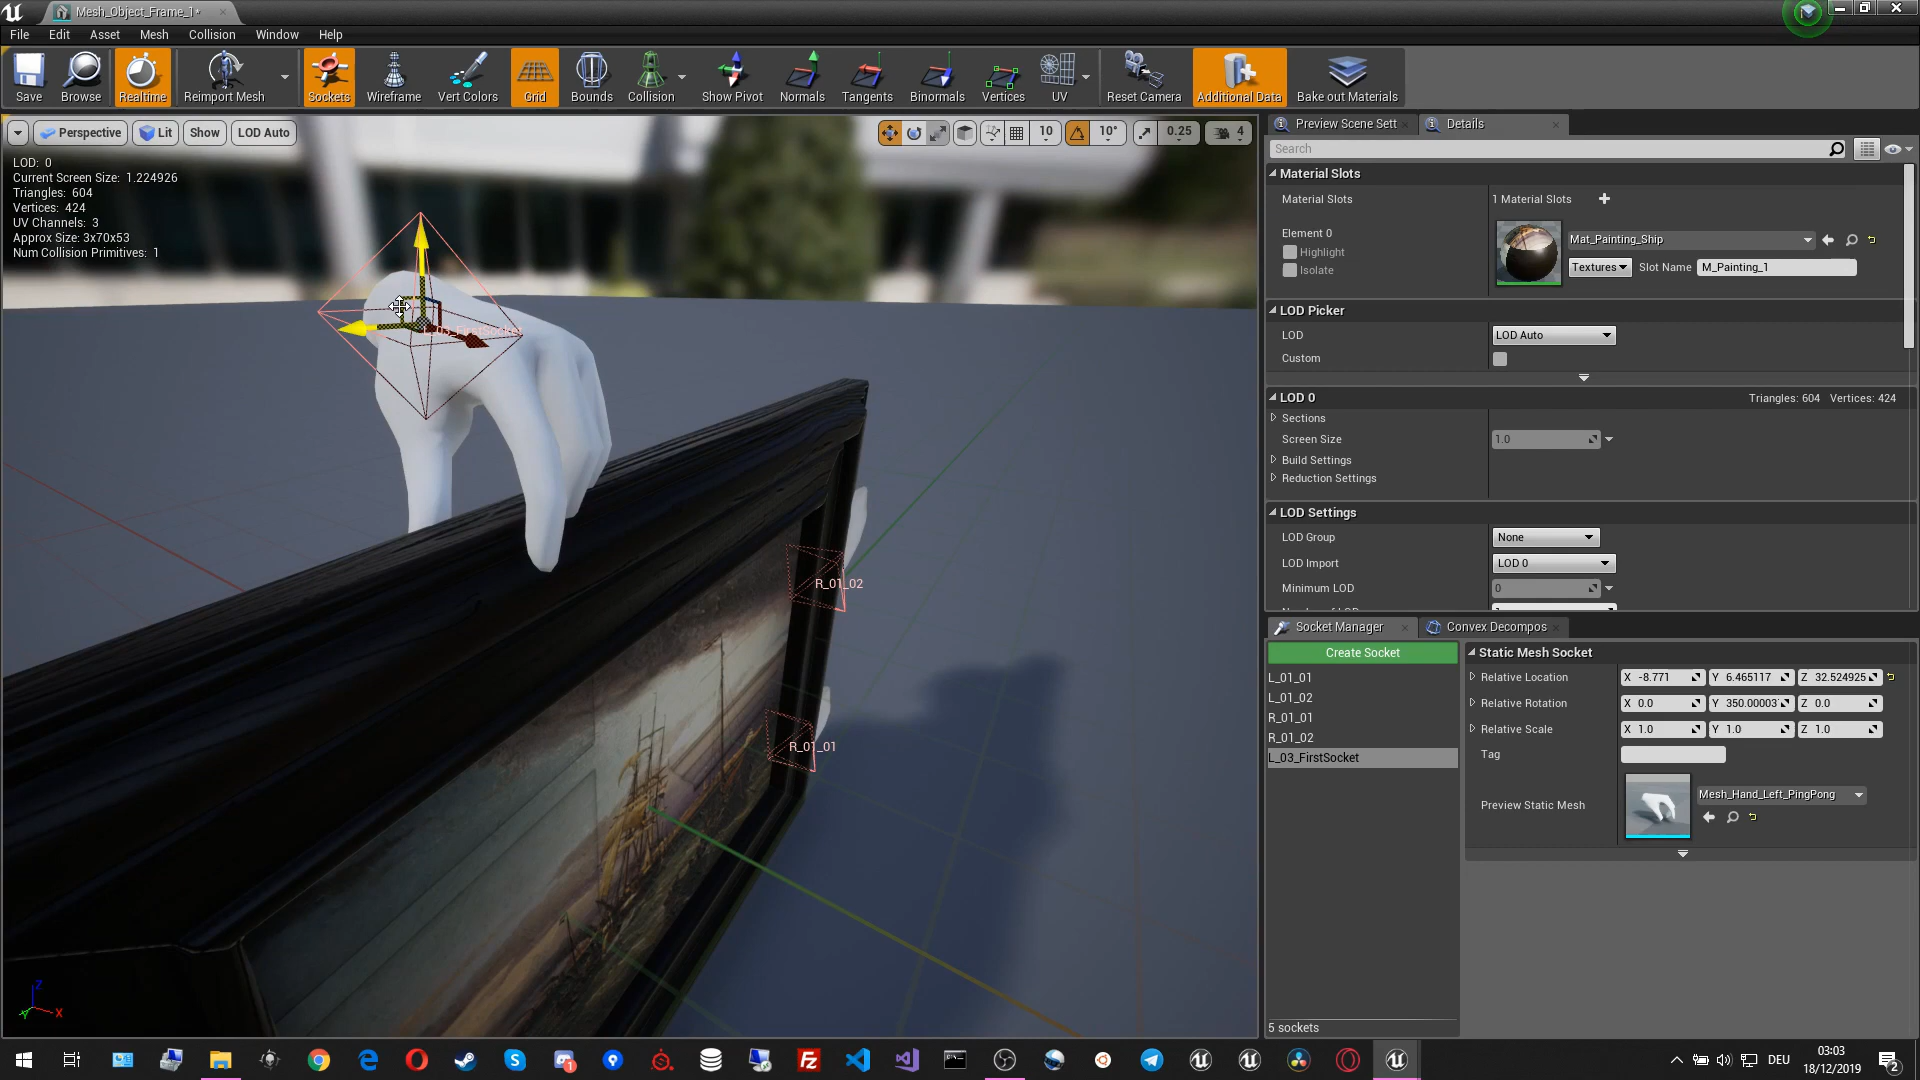 Mesh_Object_Frame_1*
File Edit Asset Mesh Collision Window Help
Save Browse Realtime Reimport Mesh Sockets Wireframe Vert Colors Grid Bounds Collision Show Pivot Normals Tangents Binormals Vertices UV Reset Camera Additional Data Bake out Materials
Perspective Lit Show LOD Auto 10 10° 0.25 4
LOD: 0
Current Screen Size: 1.224926
Triangles: 604
Vertices: 424
UV Channels: 3
Approx Size: 3x70x53
Num Collision Primitives: 1
L_03_FirstSocket
R_01_02
R_01_01
Z
X
Y
Preview Scene Sett Details
Search
Material Slots
Material Slots 1 Material Slots
Element 0
Highlight
Isolate
Mat_Painting_Ship
Textures Slot Name M_Painting_1
LOD Picker
LOD LOD Auto
Custom
LOD 0 Triangles: 604 Vertices: 424
Sections
Screen Size 1.0
Build Settings
Reduction Settings
LOD Settings
LOD Group None
LOD Import LOD 0
Minimum LOD 0
Socket Manager Convex Decompos
Create Socket
L_01_01
L_01_02
R_01_01
R_01_02
L_03_FirstSocket
5 sockets
Static Mesh Socket
Relative Location X -8.771 Y 6.465117 Z 32.524925
Relative Rotation X 0.0 Y 350.00003 Z 0.0
Relative Scale X 1.0 Y 1.0 Z 1.0
Tag
Preview Static Mesh Mesh_Hand_Left_PingPong
DEU
03:03
18/12/2019
2